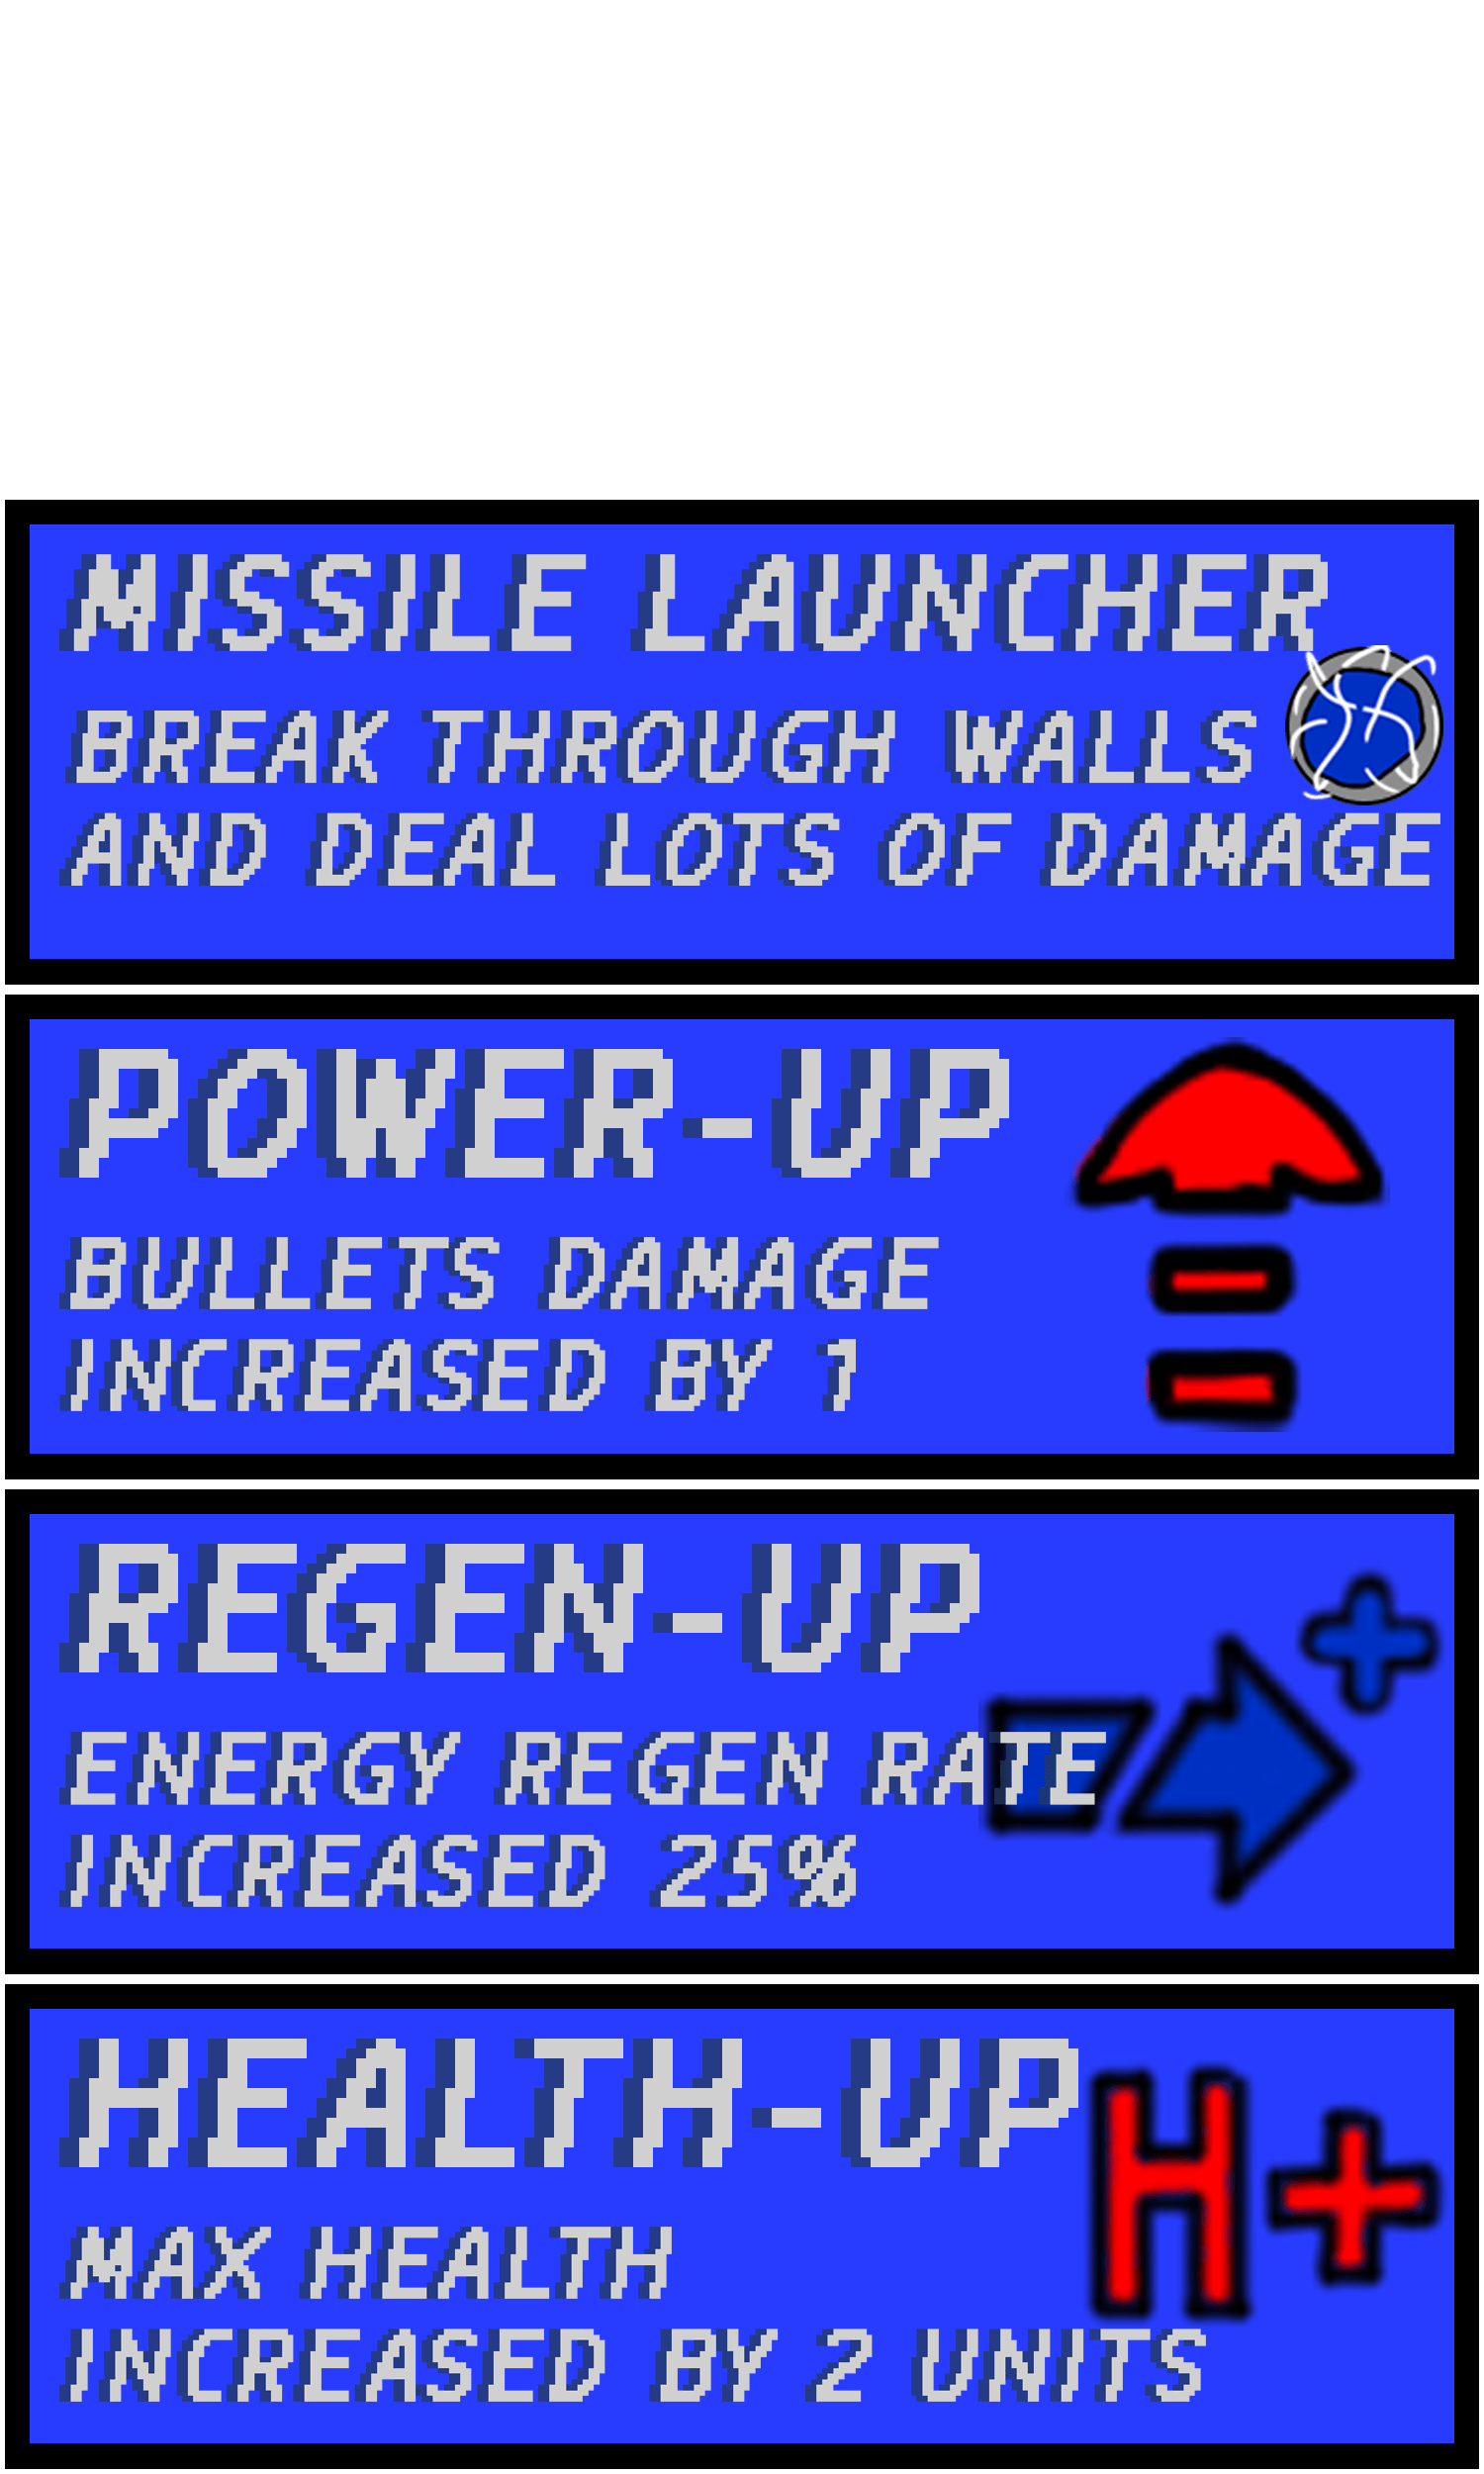 MISSILE LAUNCHER
BREAK THROUGH WALLS
AND DEAL LOTS OF DAMAGE
POWER-UP
BULLETS DAMAGE
INCREASED BY 1
REGEN-UP
ENERGY REGEN RATE
INCREASED 25%
HEALTH-UP
H+
MAX HEALTH
INCREASED BY 2 UNITS